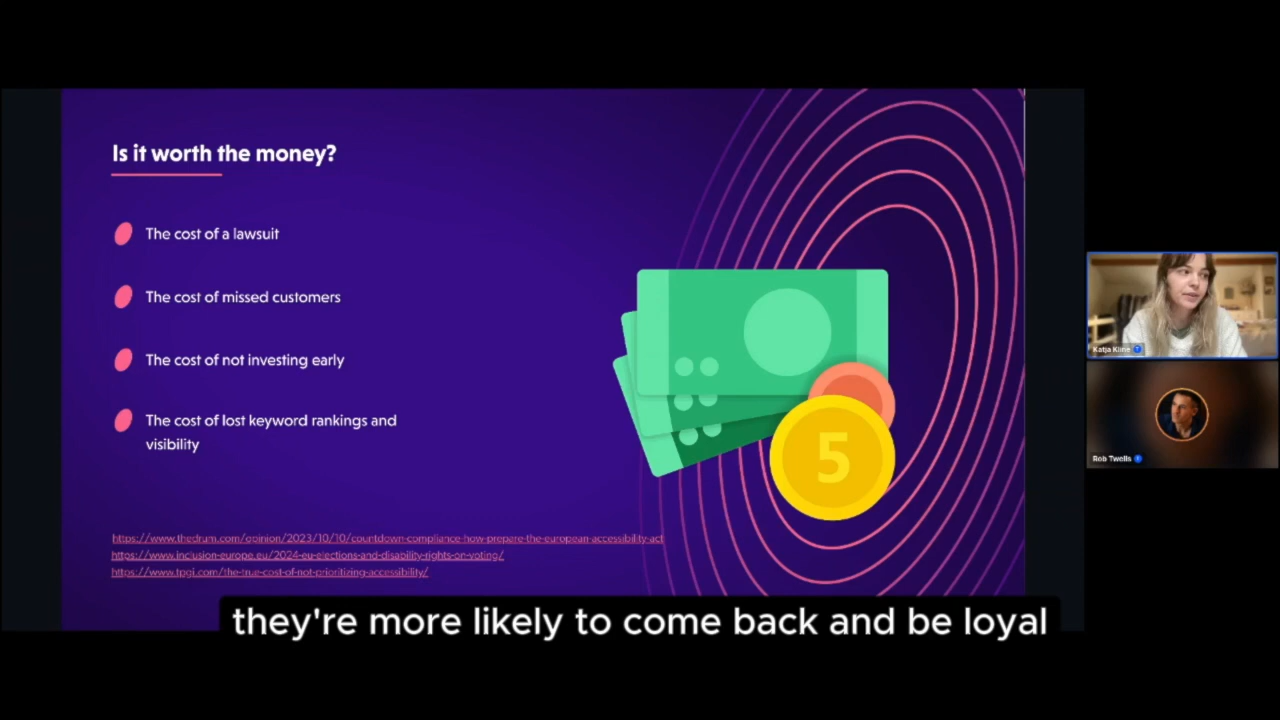 Is it worth the money?
The cost of a lawsuit
The cost of missed customers
The cost of not investing early
The cost of lost keyword rankings and
visibility
5
https://www.thedrum.com/opinion/2023/10/10/countdown-compliance-how-prepare-the-european-accessibility-act
https://www.inclusion-europe.eu/2024-eu-elections-and-disability-rights-on-voting/
https://www.tpgi.com/the-true-cost-of-not-prioritizing-accessibility/
Katja Kline
Rob Twells
they're more likely to come back and be loyal